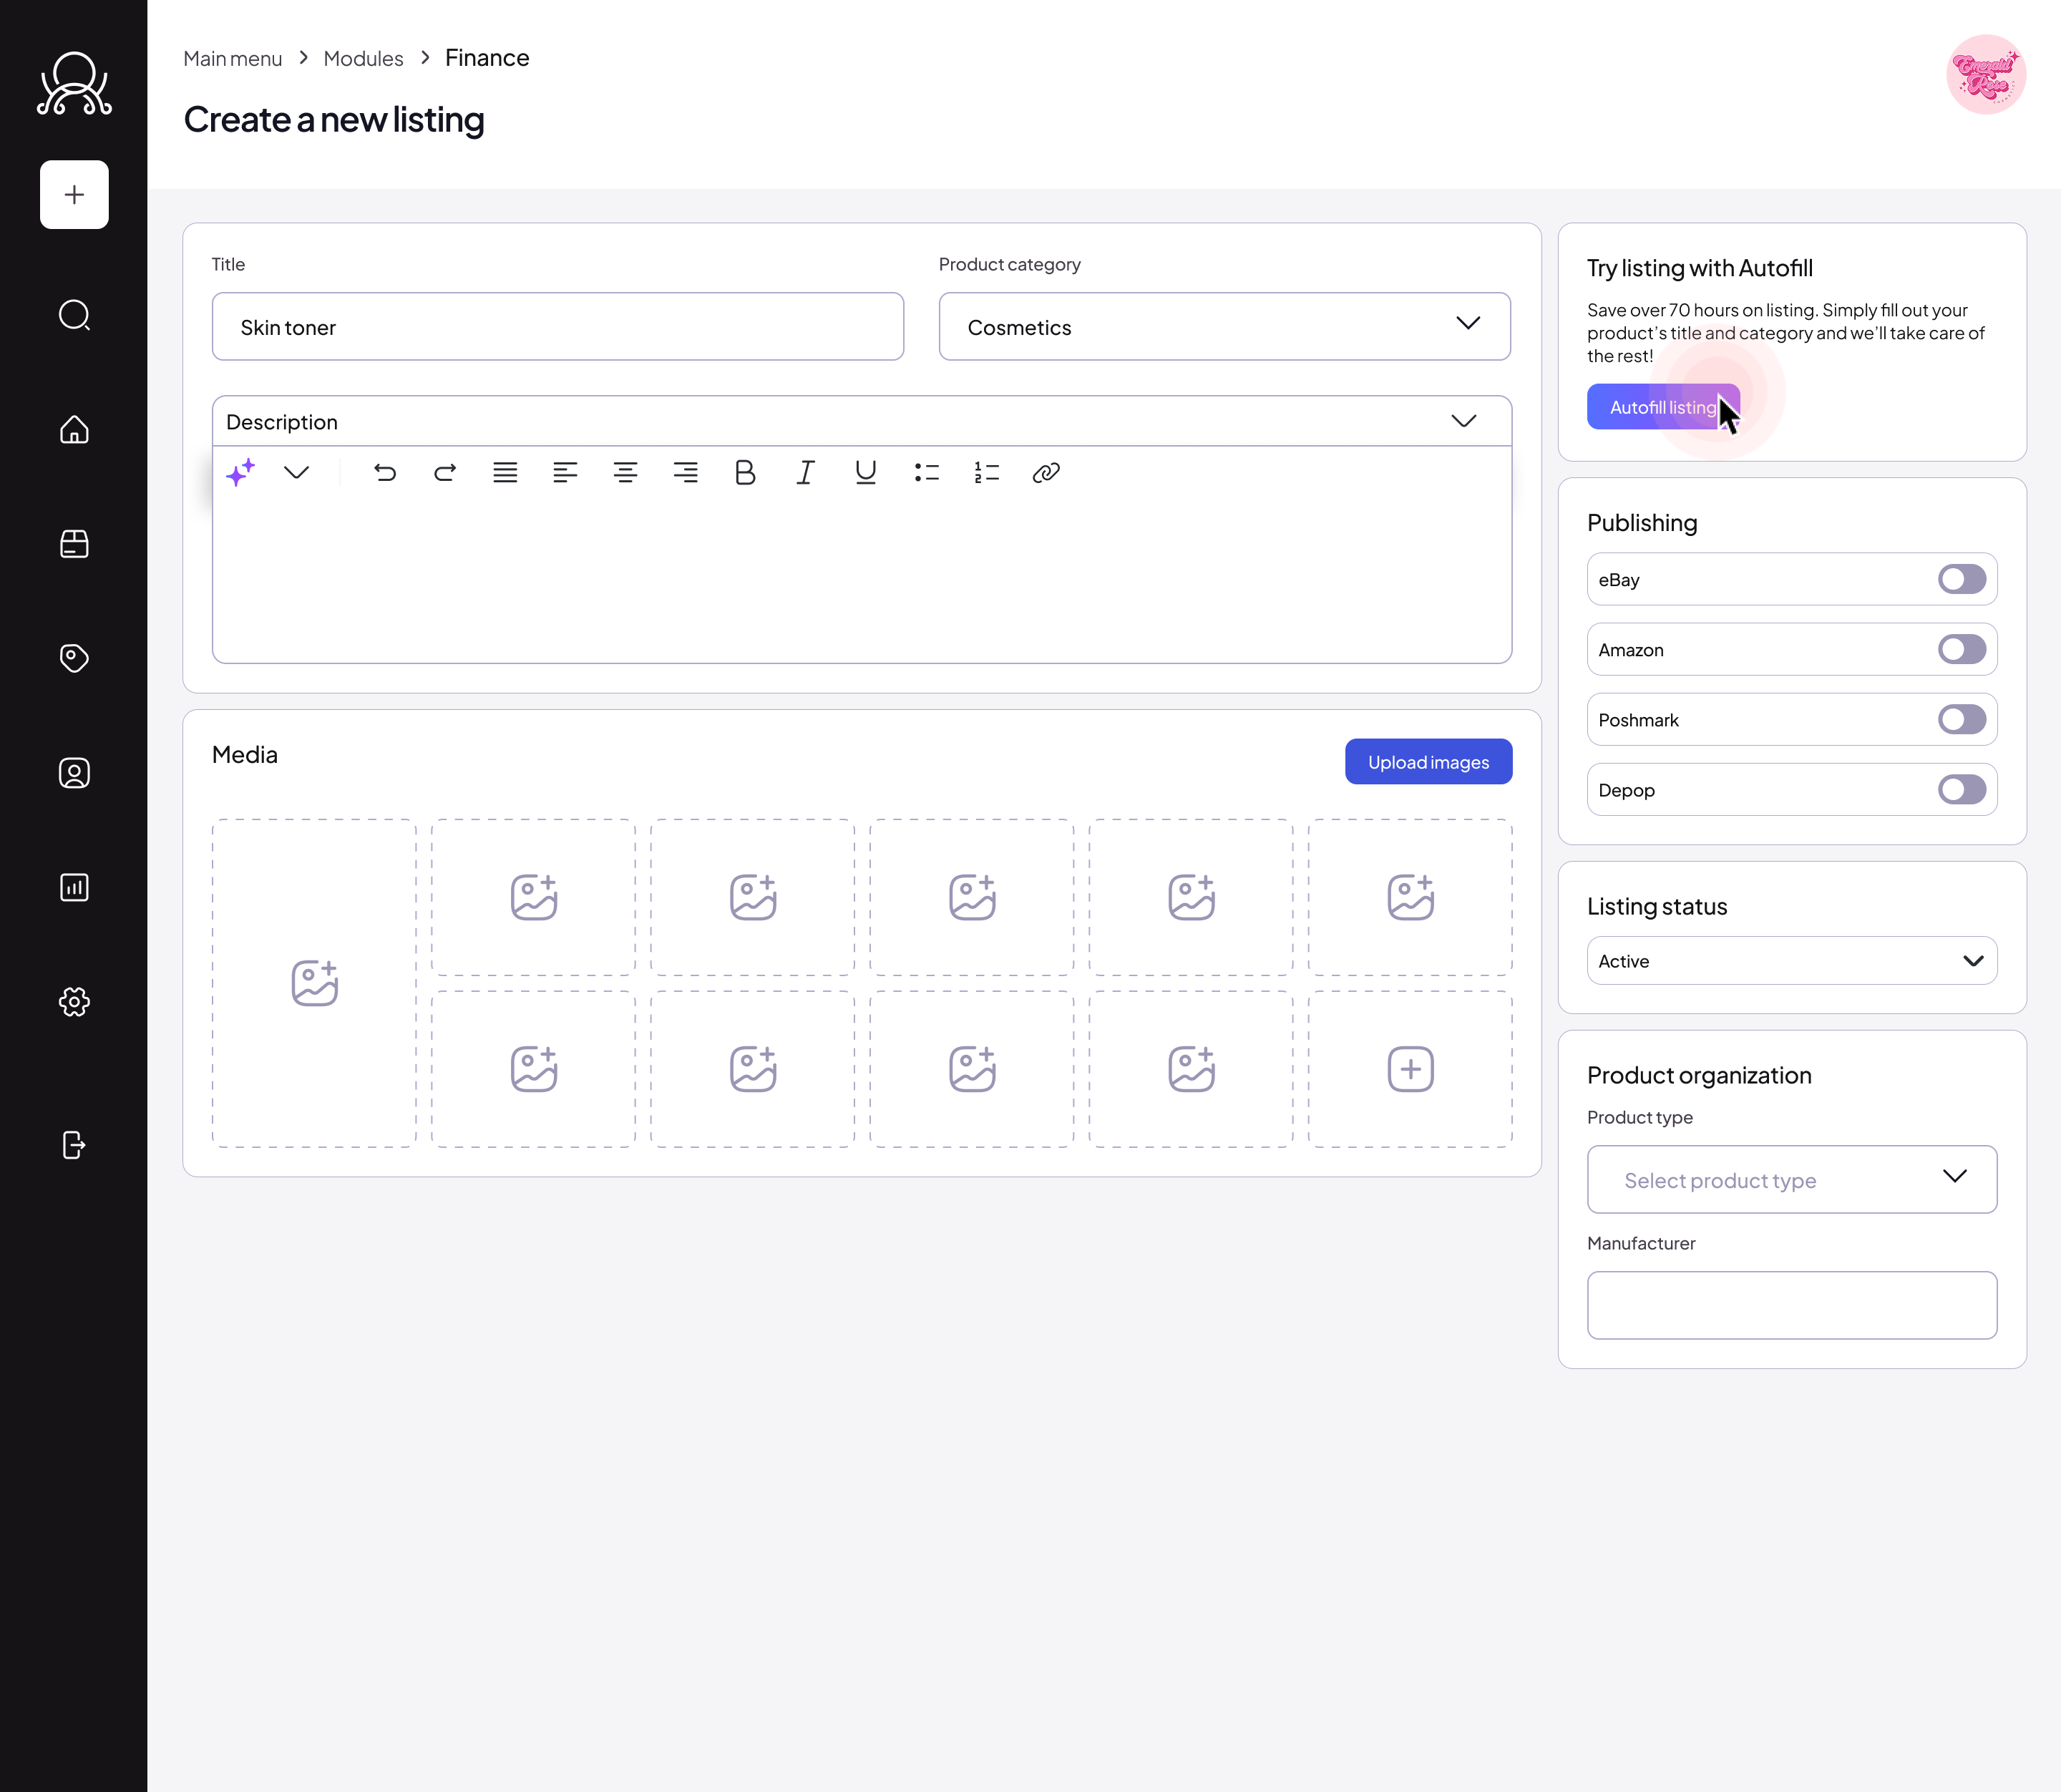 Main menu > Modules > Finance
Create a new listing
Emerald
Rose
Title
Product category
Skin toner
Cosmetics
Description
Media
Upload images
Try listing with Autofill
Save over 70 hours on listing. Simply fill out your
product's title and category and we'll take care of
the rest!
Autofill listing
Publishing
eBay
Amazon
Poshmark
Depop
Listing status
Active
Product organization
Product type
Select product type
Manufacturer